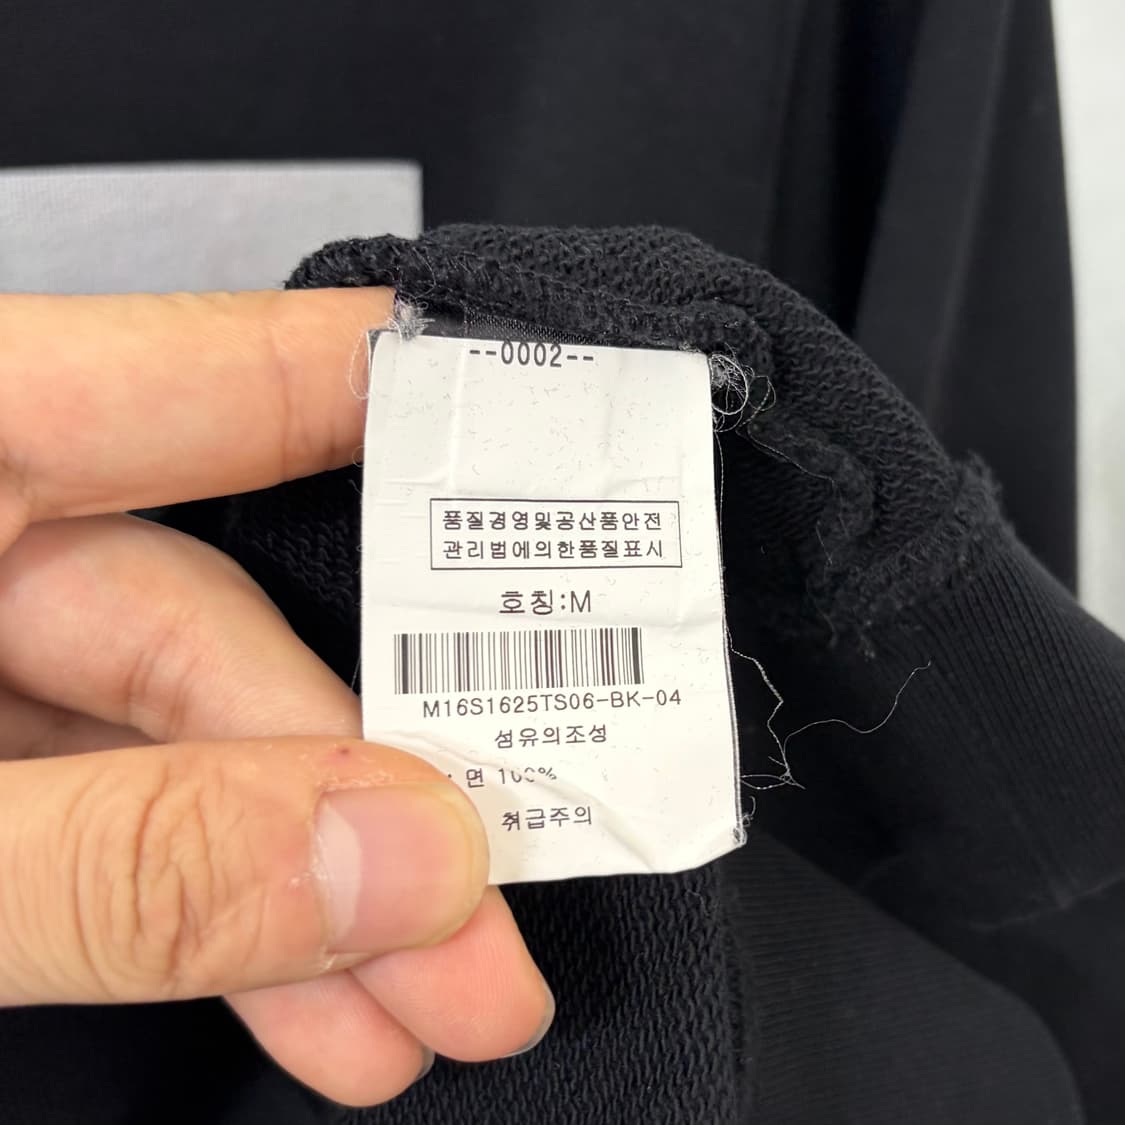 --0002--
품질경영및공산품안전
관리법에의한품질표시
호칭:M
M16S1625TS06-BK-04
섬유의조성
: 면 100%
취급주의